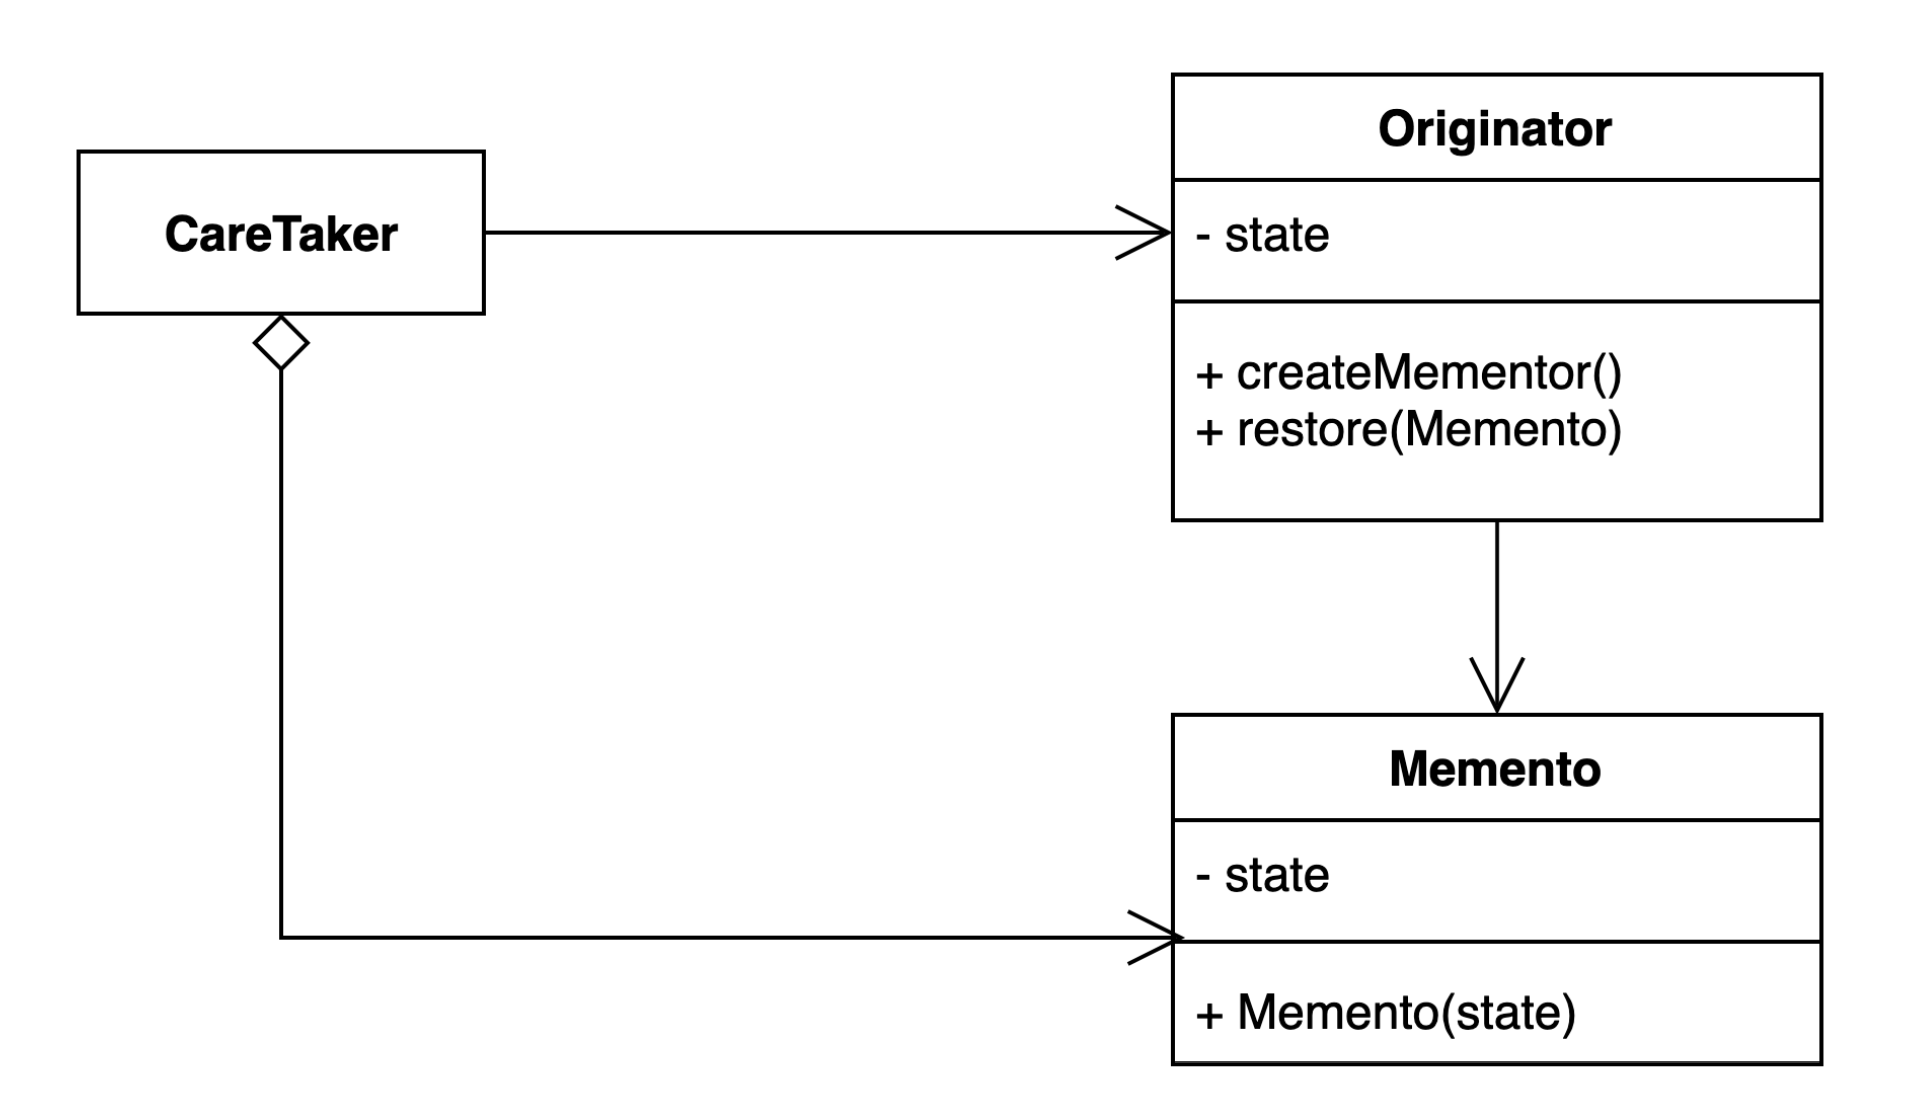 CareTaker
Originator
- state
+ createMementor()
+ restore(Memento)
Memento
- state
+ Memento(state)